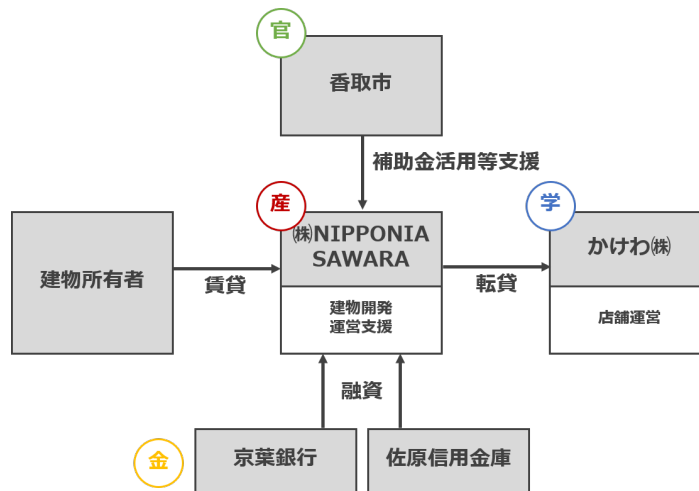 官
香取市
補助金活用等支援
産
㈱NIPPONIA
SAWARA
建物開発
運営支援
建物所有者
賃貸
転貸
学
かけわ㈱
店舗運営
融資
金
京葉銀行
佐原信用金庫